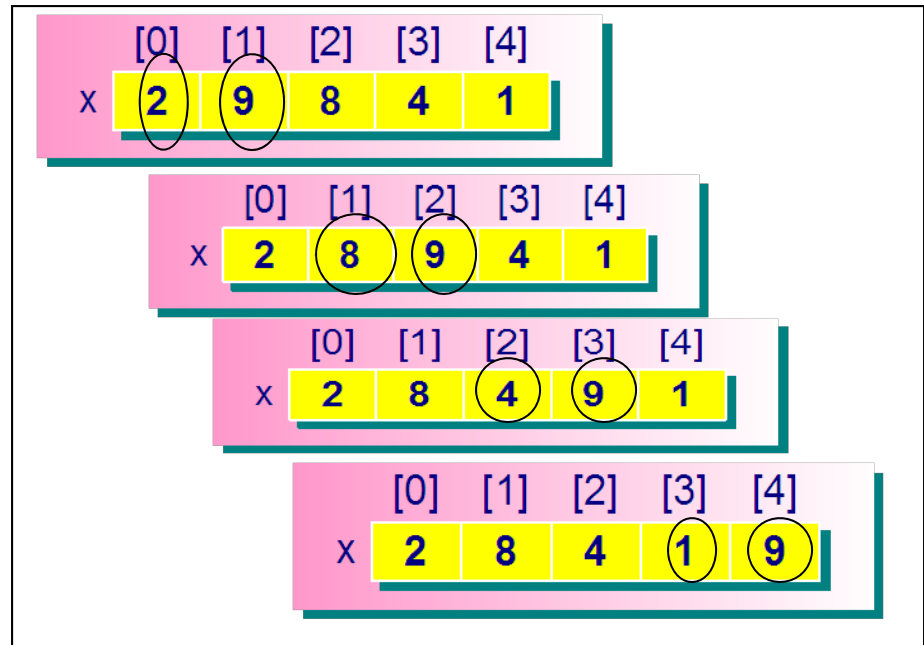 [0] [1] [2] [3] [4]
x 2 9 8 4 1
[0] [1] [2] [3] [4]
x 2 8 9 4 1
[0] [1] [2] [3] [4]
x 2 8 4 9 1
[0] [1] [2] [3] [4]
x 2 8 4 1 9